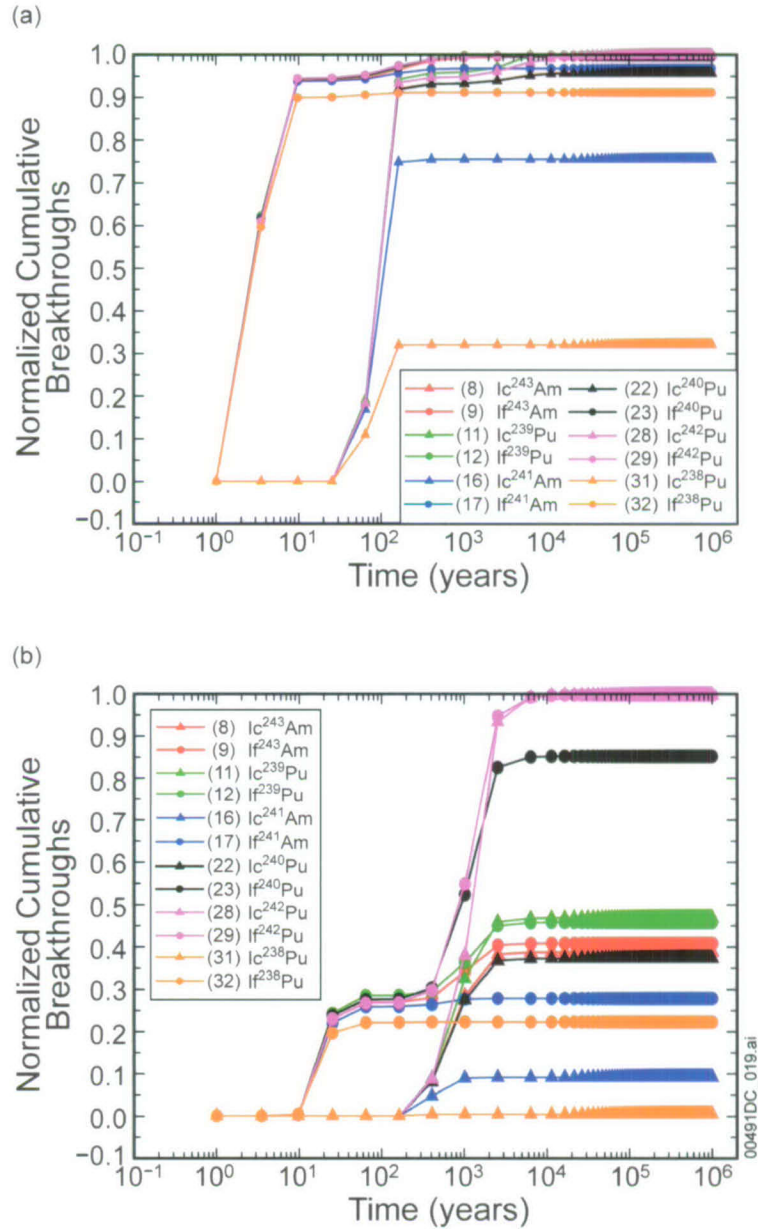 (a)
Normalized Cumulative
Breakthroughs
1.0
0.9
0.8
0.7
0.6
0.5
0.4
0.3
0.2
0.1
0.0
−0.1
(8) Ic²⁴³Am
(9) If²⁴³Am
(11) Ic²³⁹Pu
(12) If²³⁹Pu
(16) Ic²⁴¹Am
(17) If²⁴¹Am
(22) Ic²⁴⁰Pu
(23) If²⁴⁰Pu
(28) Ic²⁴²Pu
(29) If²⁴²Pu
(31) Ic²³⁸Pu
(32) If²³⁸Pu
10⁻¹ 10⁰ 10¹ 10² 10³ 10⁴ 10⁵ 10⁶
Time (years)
(b)
Normalized Cumulative
Breakthroughs
1.0
0.9
0.8
0.7
0.6
0.5
0.4
0.3
0.2
0.1
0.0
−0.1
(8) Ic²⁴³Am
(9) If²⁴³Am
(11) Ic²³⁹Pu
(12) If²³⁹Pu
(16) Ic²⁴¹Am
(17) If²⁴¹Am
(22) Ic²⁴⁰Pu
(23) If²⁴⁰Pu
(28) Ic²⁴²Pu
(29) If²⁴²Pu
(31) Ic²³⁸Pu
(32) If²³⁸Pu
10⁻¹ 10⁰ 10¹ 10² 10³ 10⁴ 10⁵ 10⁶
Time (years)
00491DC_019.ai